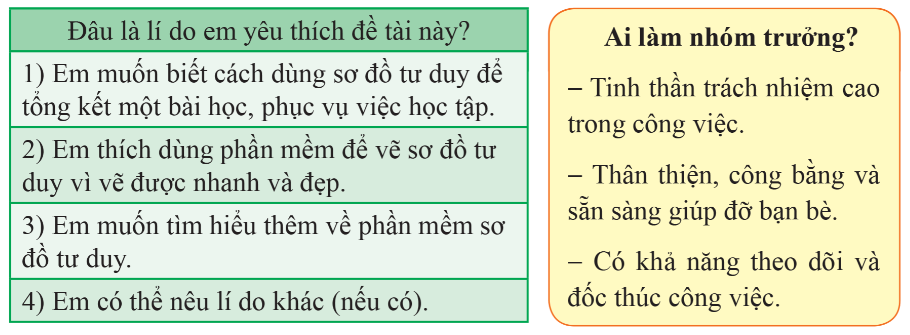 Đâu là lí do em yêu thích đề tài này?
1) Em muốn biết cách dùng sơ đồ tư duy để
tổng kết một bài học, phục vụ việc học tập.
2) Em thích dùng phần mềm để vẽ sơ đồ tư
duy vì vẽ được nhanh và đẹp.
3) Em muốn tìm hiểu thêm về phần mềm sơ
đồ tư duy.
4) Em có thể nêu lí do khác (nếu có).
Ai làm nhóm trưởng?
– Tinh thần trách nhiệm cao
trong công việc.
– Thân thiện, công bằng và
sẵn sàng giúp đỡ bạn bè.
– Có khả năng theo dõi và
đốc thúc công việc.